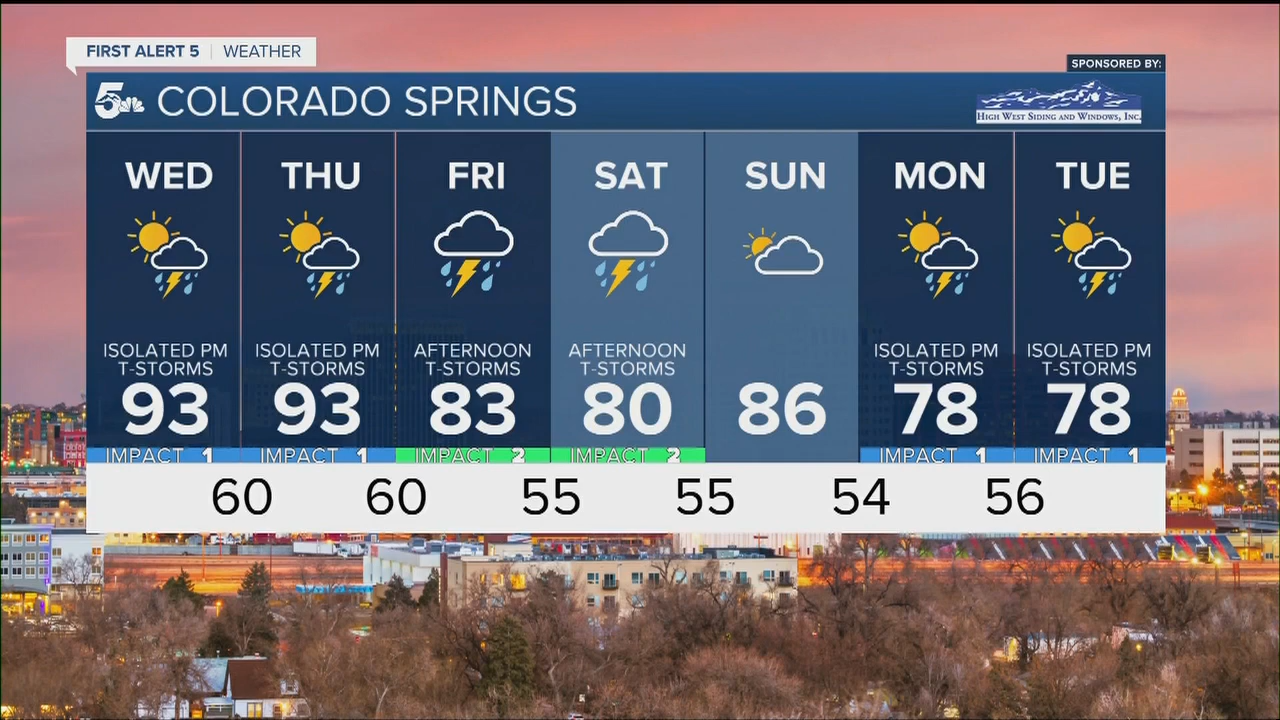 FIRST ALERT 5 | WEATHER
SPONSORED BY:
5 COLORADO SPRINGS
HIGH WEST SIDING AND WINDOWS, INC.
WED THU FRI SAT SUN MON TUE
ISOLATED PM ISOLATED PM AFTERNOON AFTERNOON ISOLATED PM ISOLATED PM
T-STORMS T-STORMS T-STORMS T-STORMS T-STORMS T-STORMS
93 93 83 80 86 78 78
IMPACT 1 IMPACT 1 IMPACT 2 IMPACT 2 IMPACT 1 IMPACT 1
60 60 55 55 54 56